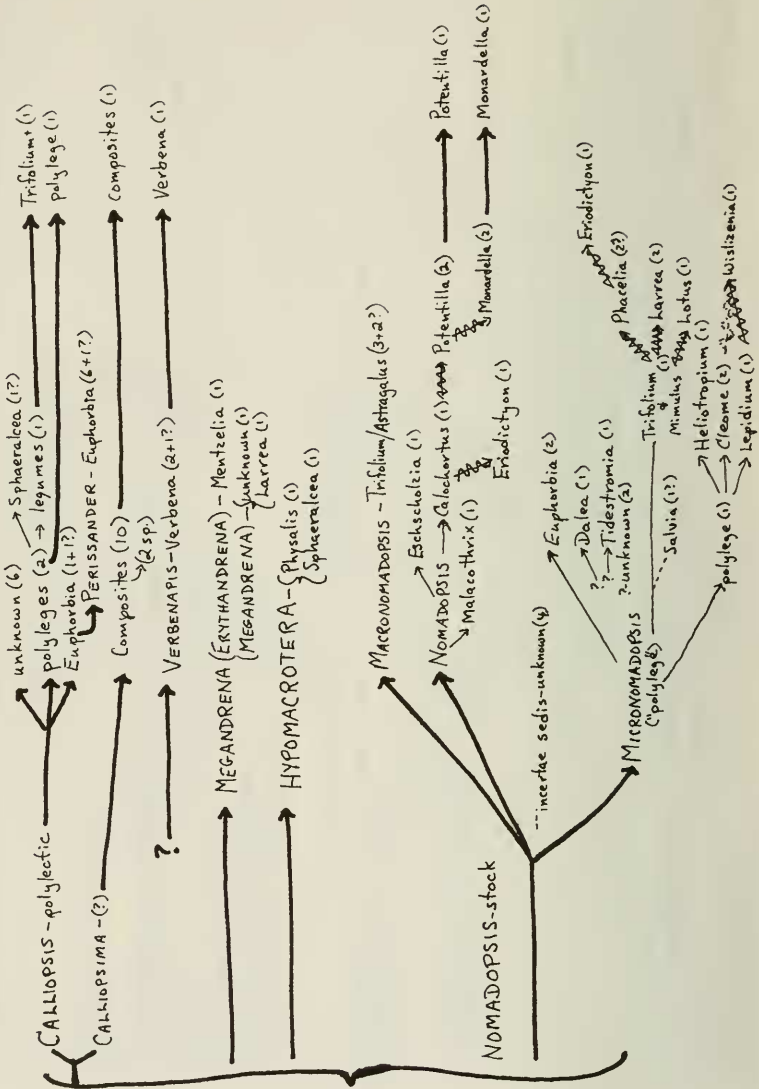 CALLIOPSIS - polylectic
unknown (6) → Sphaeralcea (1?)
polyleges (2) → legumes (1) Trifolium+ (1)
polylege (1)
Euphorbia (1+1?)
PERISSANDER - Euphorbia (6+1?)
CALLIOPSIMA - (?)
Composites (10) Composites (1)
(2 sp.)
? VERBENAPIS - Verbena (2+1?) Verbena (1)
MEGANDRENA { (ERYTHANDRENA) - Mentzelia (1)
(MEGANDRENA) - { unknown (1)
Larrea (1)
HYPOMACROTERA - { Physalis (1)
Sphaeralcea (1)
NOMADOPSIS-stock
MACRONOMADOPSIS - Trifolium/Astragalus (3+2?)
Eschscholzia (1)
NOMADOPSIS → Calochortus (1) Potentilla (2) Potentilla (1)
Malacothrix (1) Monardella (2) Monardella (1)
Eriodictyon (1)
---incertae sedis - unknown (4)
Euphorbia (2)
? Dalea (1)
? → Tidestromia (1)
? - unknown (2)
MICRONOMADOPSIS
("polylege")
Eriodictyon (1)
Phacelia (2?)
Trifolium (1) Larrea (2)
&
Mimulus Lotus (1)
Salvia (1?)
polylege (1) Heliotropium (1)
Cleome (2) Wislizenia (1)
Lepidium (1)